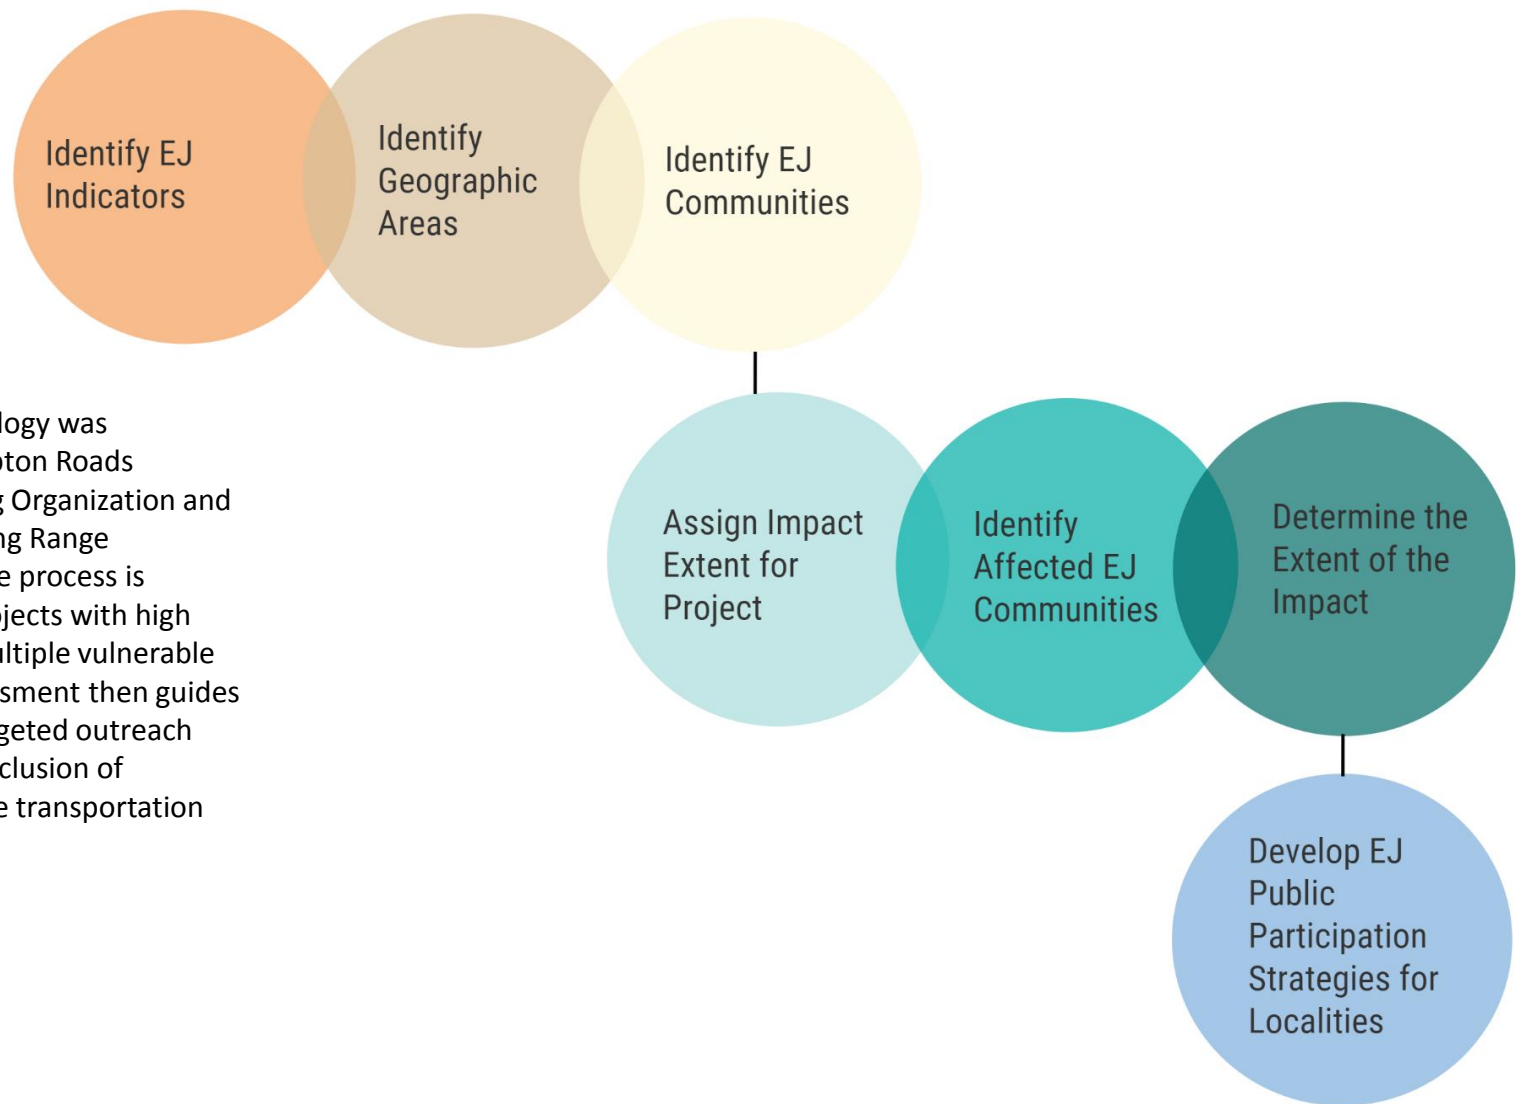 Identify EJ
Indicators
Identify
Geographic
Areas
Identify EJ
Communities
Assign Impact
Extent for
Project
Identify
Affected EJ
Communities
Determine the
Extent of the
Impact
Develop EJ
Public
Participation
Strategies for
Localities
logy was
pton Roads
g Organization and
ng Range
e process is
ojects with high
ultiple vulnerable
sment then guides
geted outreach
clusion of
e transportation